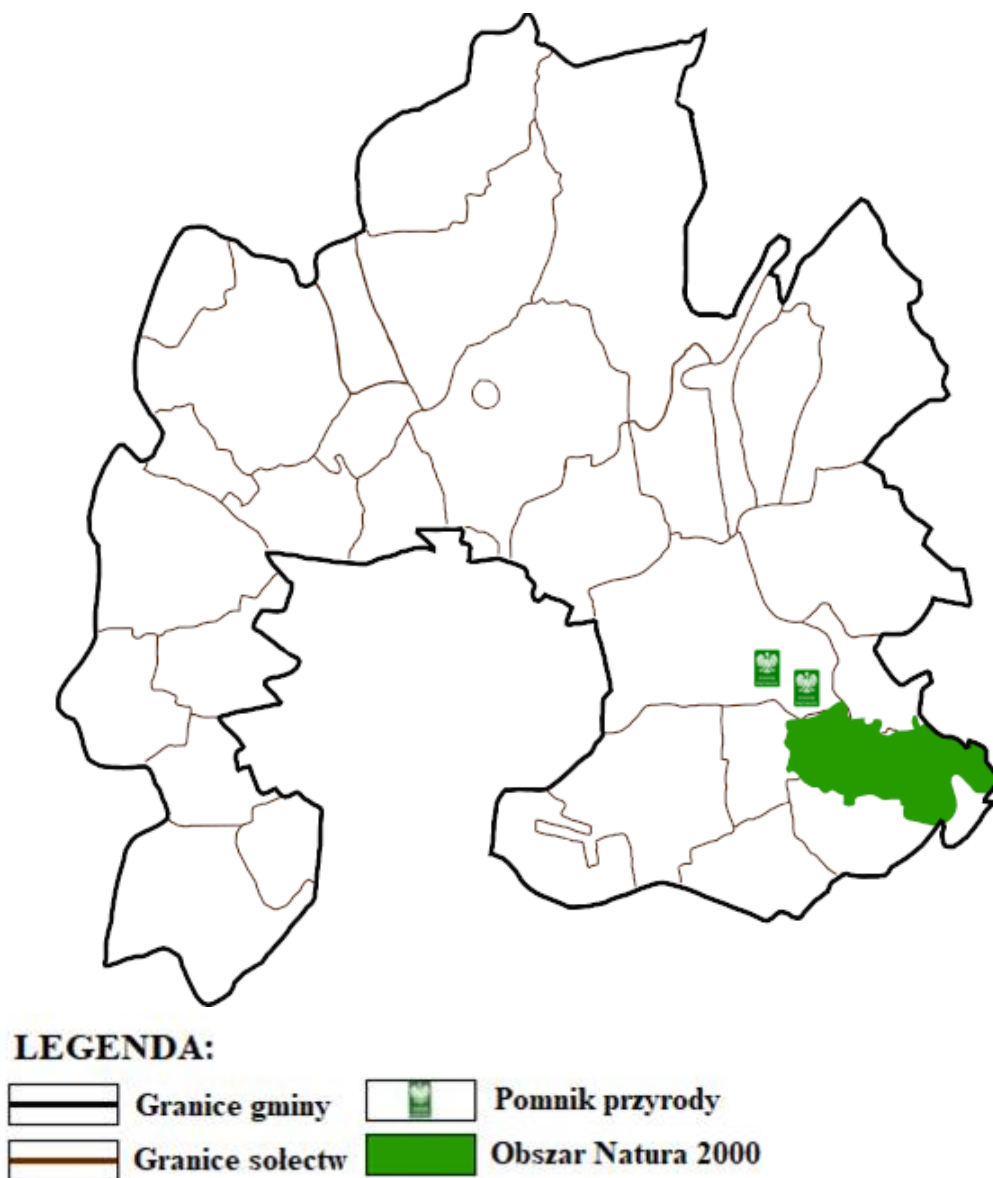 LEGENDA:
Granice gminy
Pomnik przyrody
Granice sołectw
Obszar Natura 2000